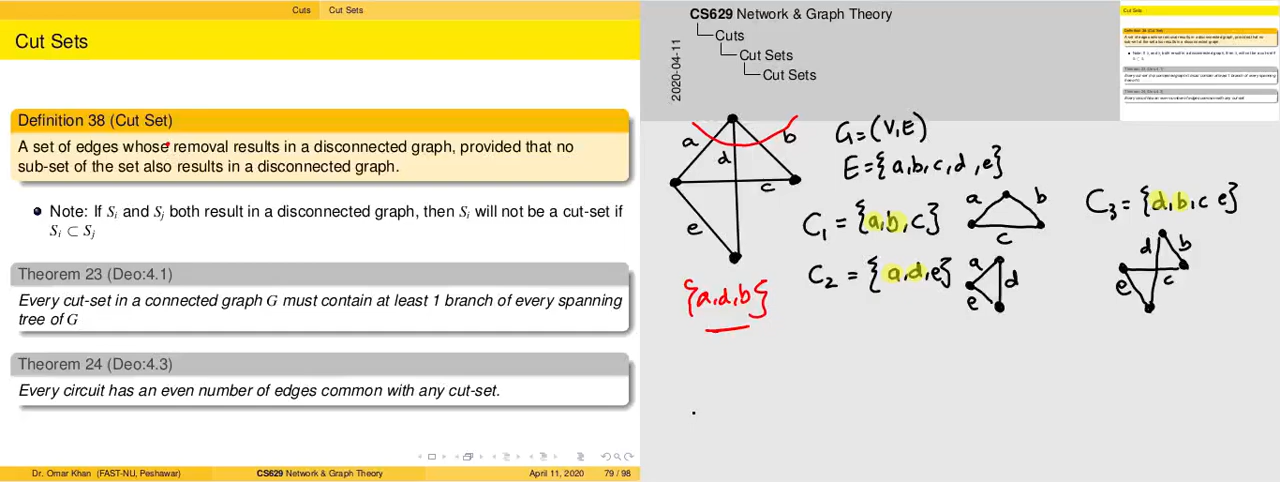 Cuts Cut Sets
Cut Sets
Definition 38 (Cut Set)
A set of edges whose removal results in a disconnected graph, provided that no
sub-set of the set also results in a disconnected graph.
Note: If Si and Sj both result in a disconnected graph, then Si will not be a cut-set if
Si ⊂ Sj
Theorem 23 (Deo:4.1)
Every cut-set in a connected graph G must contain at least 1 branch of every spanning
tree of G
Theorem 24 (Deo:4.3)
Every circuit has an even number of edges common with any cut-set.
Dr. Omar Khan (FAST-NU, Peshawar) CS629 Network & Graph Theory April 11, 2020 79 / 98
2020-04-11
CS629 Network & Graph Theory
Cuts
Cut Sets
Cut Sets
Cut Sets
Definition 38 (Cut Set)
a
d
b
c
e
{a,d,b}
G=(V,E)
E={a,b,c,d,e}
C1={a,b,c}
a b
c
C2={a,d,e}
a
d
e
C3={d,b,c e}
d b
e c